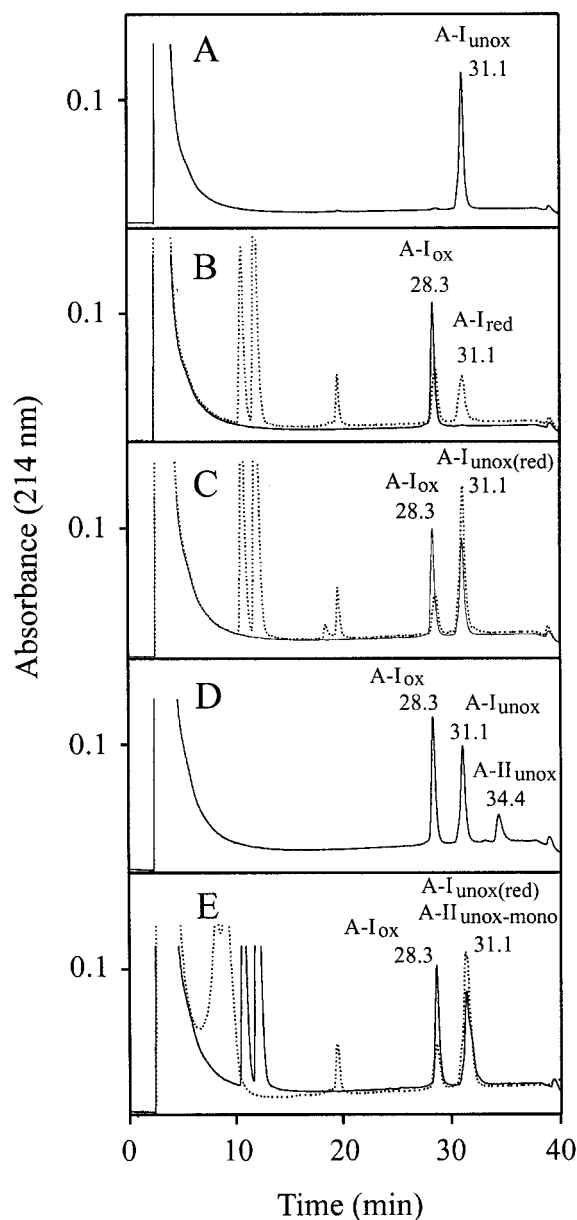 A
A-Iunox
31.1
0.1
B
A-Iox
28.3
A-Ired
31.1
0.1
C
A-Iox
28.3
A-Iunox(red)
31.1
0.1
D
A-Iox
28.3
A-Iunox
31.1
A-IIunox
34.4
0.1
E
A-Iunox(red)
A-IIunox-mono
A-Iox
28.3
31.1
0.1
0 10 20 30 40
Time (min)
Absorbance (214 nm)